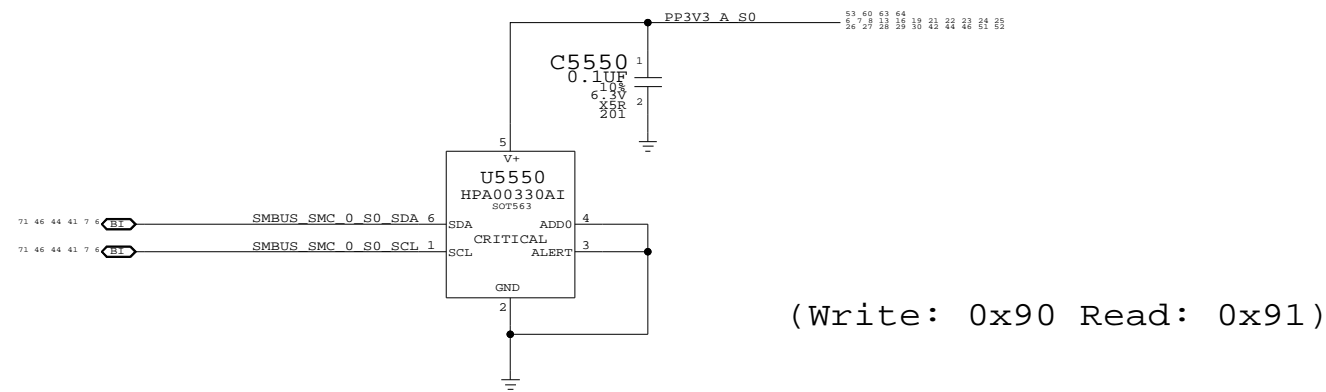 PP3V3_A_S0
53 60 63 64
6 7 8 13 16 19 21 22 23 24 25
26 27 28 29 30 42 44 46 51 52
C5550
1
0.1UF
10%
6.3V
X5R
201
2
5
V+
U5550
HPA00330AI
SOT563
71 46 44 41 7 6
BI
SMBUS_SMC_0_S0_SDA 6
SDA
ADD0
4
CRITICAL
71 46 44 41 7 6
BI
SMBUS_SMC_0_S0_SCL 1
SCL
ALERT
3
GND
2
(Write: 0x90 Read: 0x91)